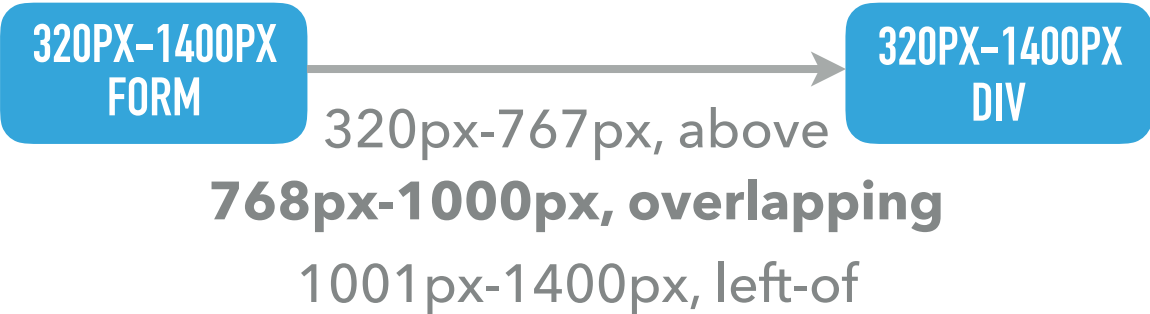 320PX-1400PX
FORM
320PX-1400PX
DIV
320px-767px, above
768px-1000px, overlapping
1001px-1400px, left-of